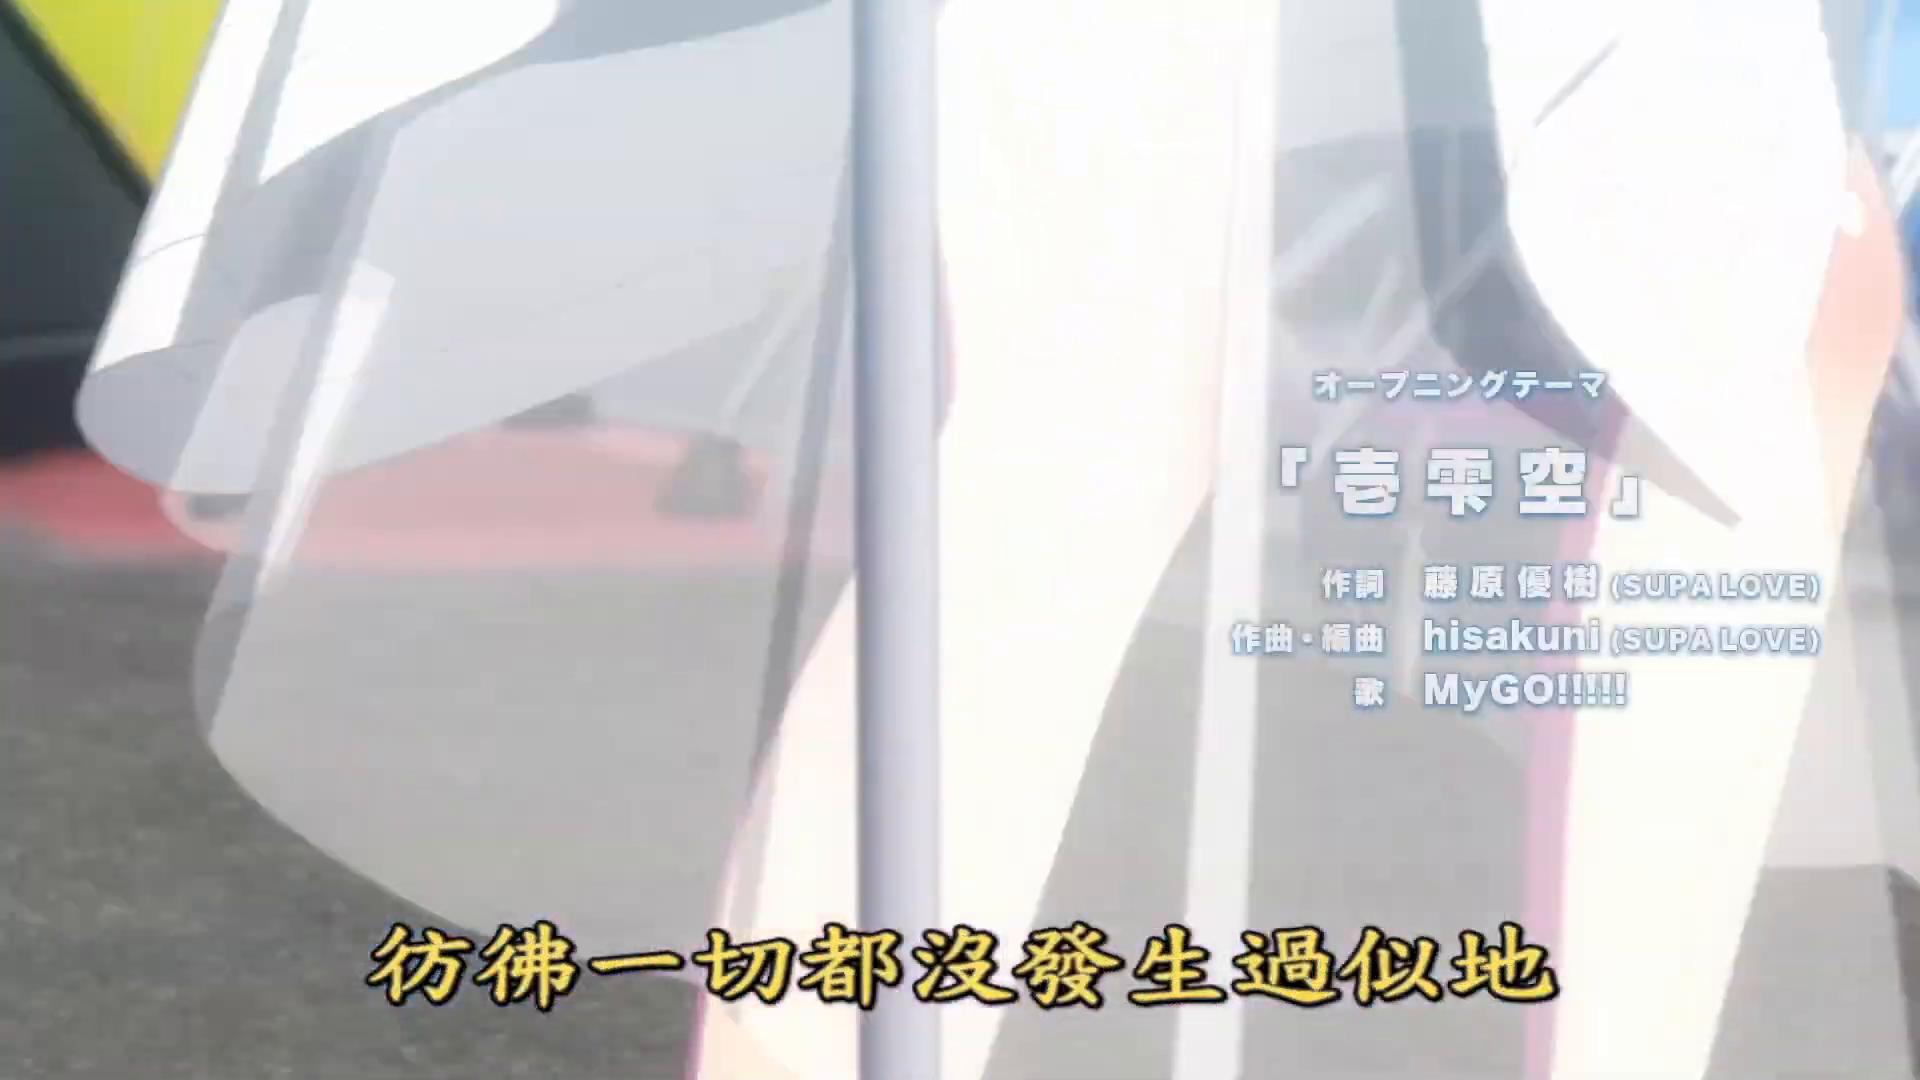 オープニングテーマ
『壱雫空』
作詞 藤原優樹(SUPA LOVE)
作曲・編曲 hisakuni(SUPA LOVE)
歌 MyGO!!!!!
彷彿一切都沒發生過似地